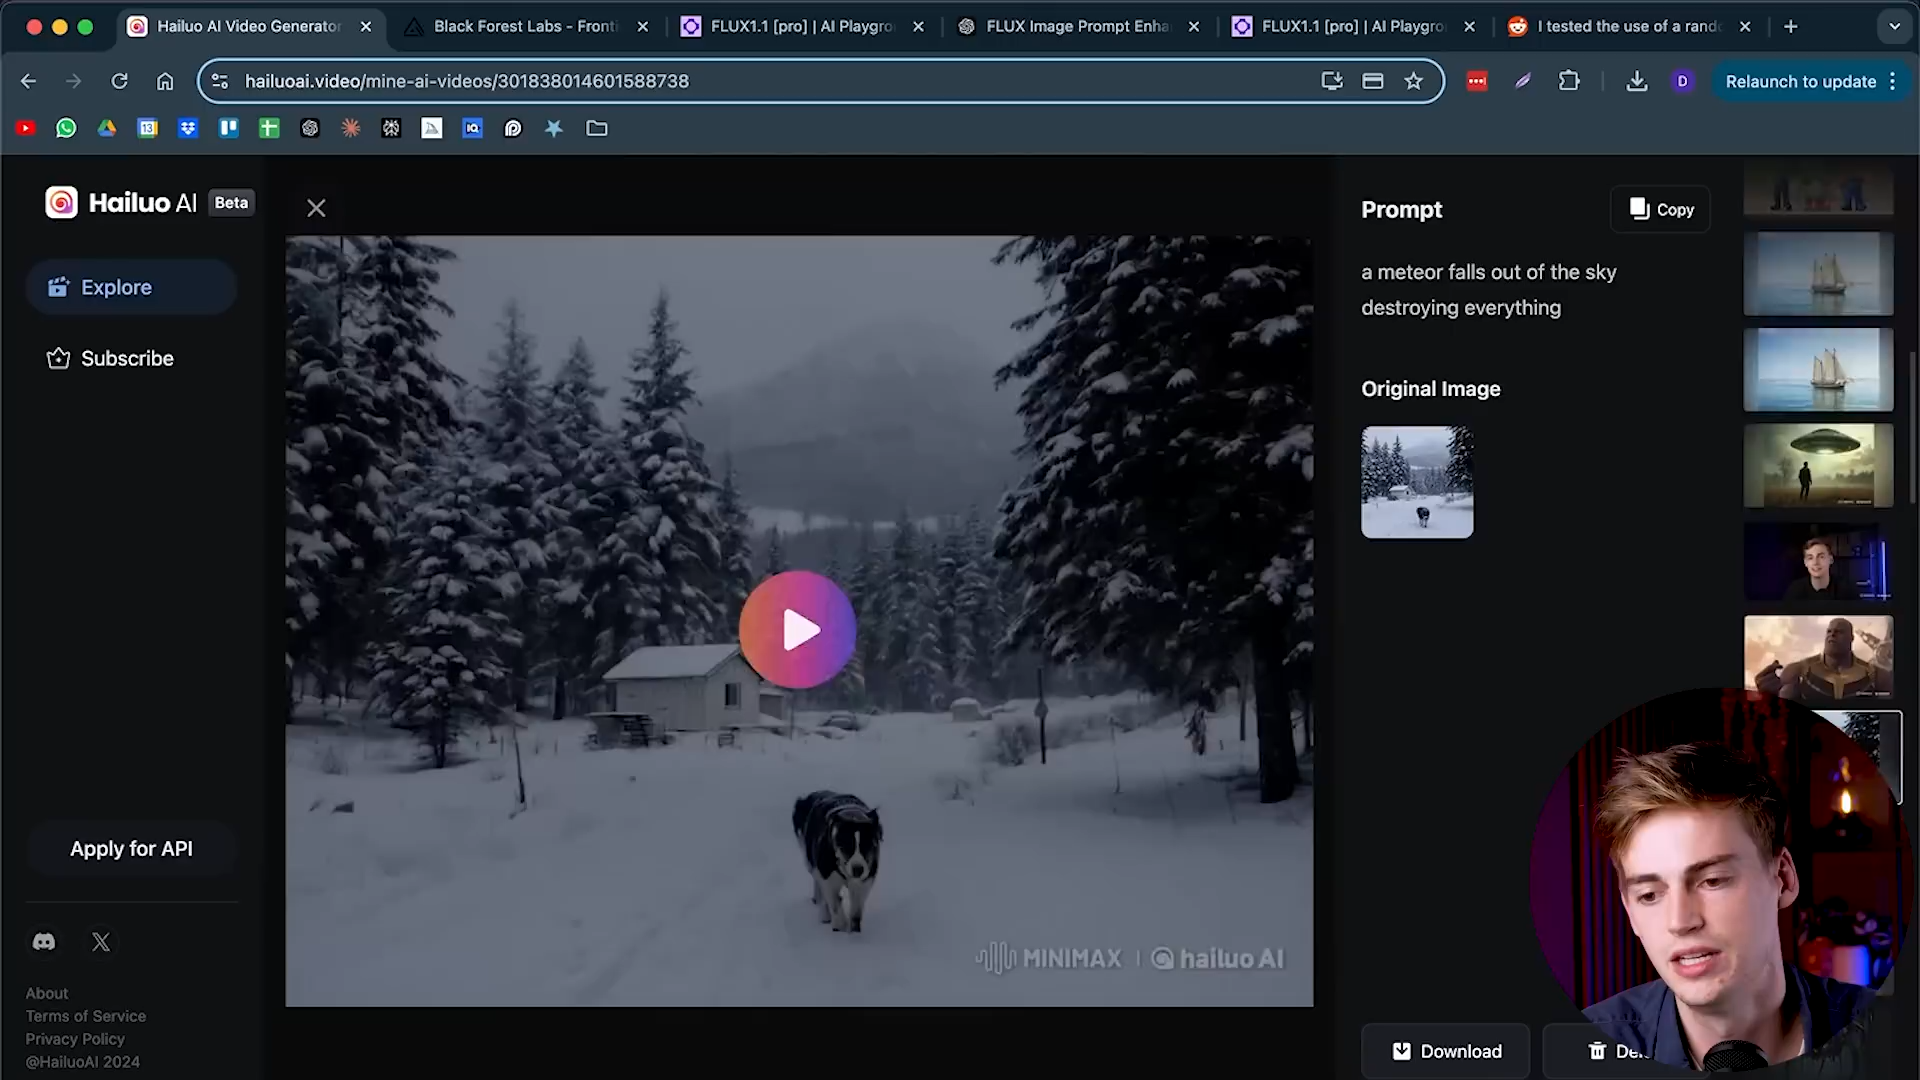 Hailuo AI Video Generator
Black Forest Labs - Fronti
FLUX1.1 [pro] | AI Playgro
FLUX Image Prompt Enha
FLUX1.1 [pro] | AI Playgro
I tested the use of a rand
hailuoai.video/mine-ai-videos/301838014601588738
D
Relaunch to update
13
IQ
Hailuo AI
Beta
Explore
Subscribe
Apply for API
About
Terms of Service
Privacy Policy
@HailuoAI 2024
MINIMAX | hailuo AI
Prompt
Copy
a meteor falls out of the sky
destroying everything
Original Image
Download
Del